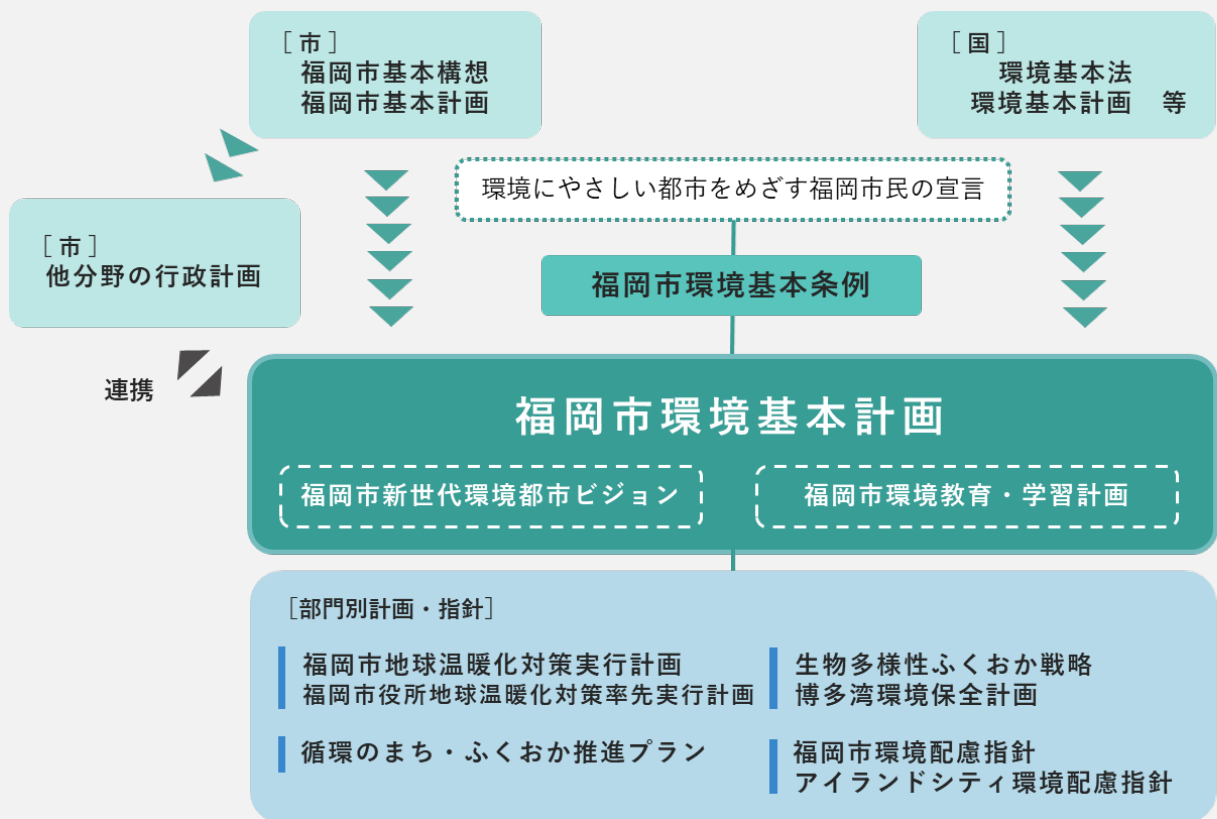 ［市］
福岡市基本構想
福岡市基本計画
［国］
環境基本法
環境基本計画　等
環境にやさしい都市をめざす福岡市民の宣言
［市］
他分野の行政計画
福岡市環境基本条例
連携
福岡市環境基本計画
福岡市新世代環境都市ビジョン
福岡市環境教育・学習計画
［部門別計画・指針］
福岡市地球温暖化対策実行計画
福岡市役所地球温暖化対策率先実行計画
循環のまち・ふくおか推進プラン
生物多様性ふくおか戦略
博多湾環境保全計画
福岡市環境配慮指針
アイランドシティ環境配慮指針